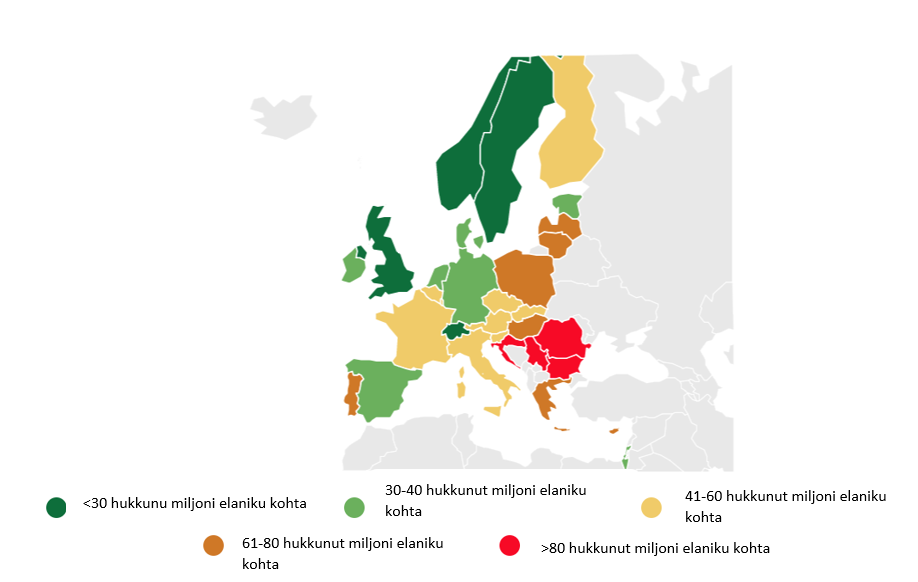 <30 hukkunu miljoni elaniku kohta
30-40 hukkunut miljoni elaniku
kohta
41-60 hukkunut miljoni elaniku
kohta
61-80 hukkunut miljoni elaniku
kohta
>80 hukkunut miljoni elaniku kohta